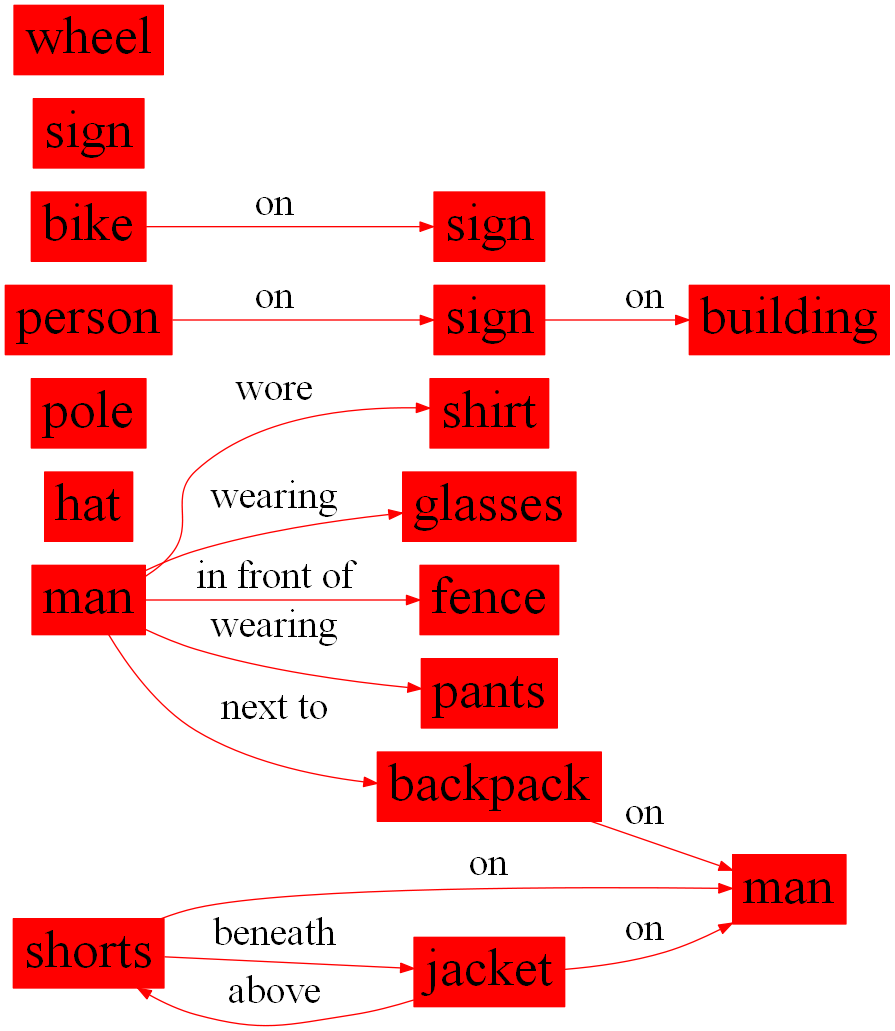 wheel
sign
bike on sign
person on sign on building
pole wore shirt
hat wearing glasses
man in front of fence
wearing pants
next to
backpack
on
on man
shorts beneath jacket on
above